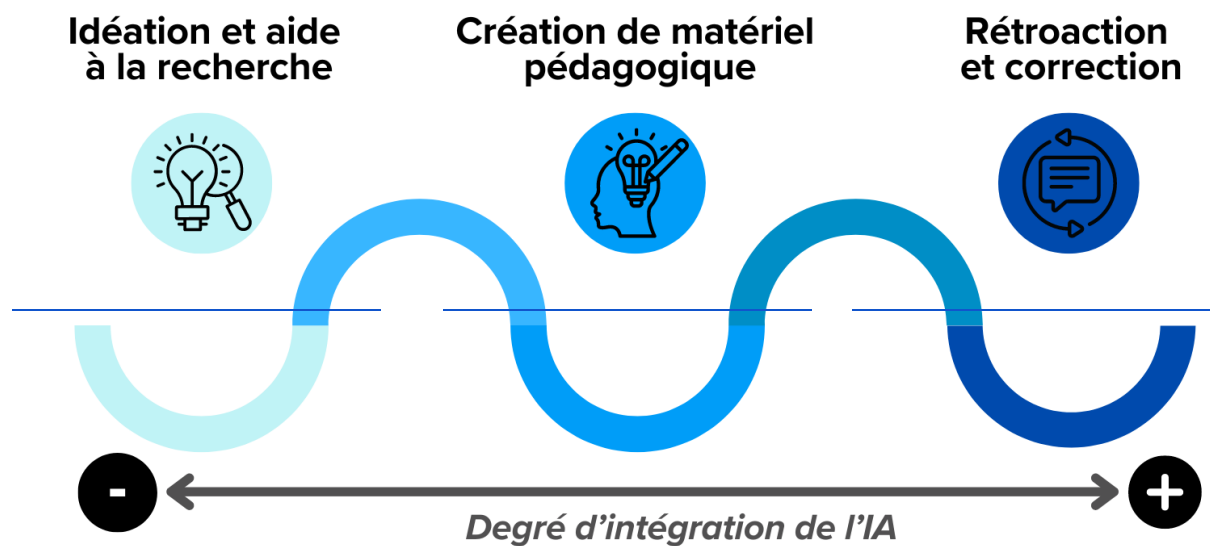 Idéation et aide
à la recherche
Création de matériel
pédagogique
Rétroaction
et correction
-
+
Degré d'intégration de l'IA